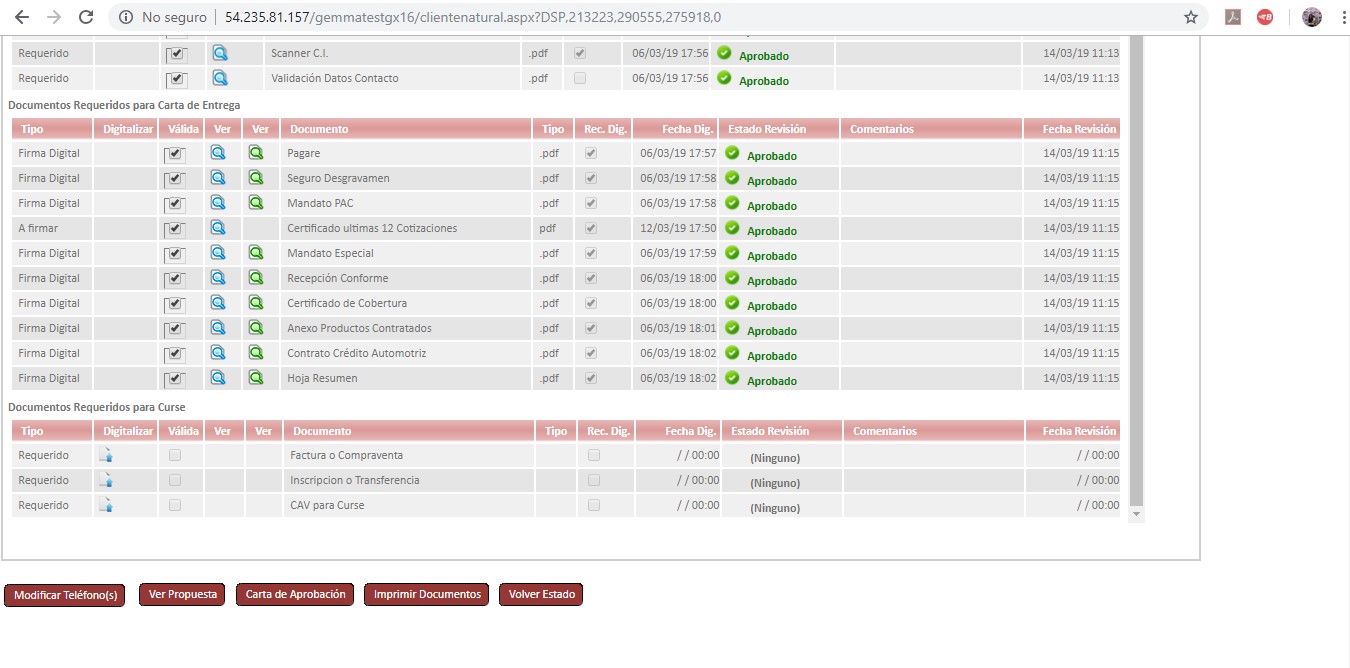 No seguro 54.235.81.157/gemmatestgx16/clientenatural.aspx?DSP,213223,290555,275918,0
Requerido Scanner C.I. .pdf 06/03/19 17:56 Aprobado 14/03/19 11:13
Requerido Validación Datos Contacto .pdf 06/03/19 17:56 Aprobado 14/03/19 11:13
Documentos Requeridos para Carta de Entrega
Tipo Digitalizar Válida Ver Ver Documento Tipo Rec. Dig. Fecha Dig. Estado Revisión Comentarios Fecha Revisión
Firma Digital Pagare .pdf 06/03/19 17:57 Aprobado 14/03/19 11:15
Firma Digital Seguro Desgravamen .pdf 06/03/19 17:58 Aprobado 14/03/19 11:15
Firma Digital Mandato PAC .pdf 06/03/19 17:58 Aprobado 14/03/19 11:15
A firmar Certificado ultimas 12 Cotizaciones pdf 12/03/19 17:50 Aprobado 14/03/19 11:15
Firma Digital Mandato Especial .pdf 06/03/19 17:59 Aprobado 14/03/19 11:15
Firma Digital Recepción Conforme .pdf 06/03/19 18:00 Aprobado 14/03/19 11:15
Firma Digital Certificado de Cobertura .pdf 06/03/19 18:00 Aprobado 14/03/19 11:15
Firma Digital Anexo Productos Contratados .pdf 06/03/19 18:01 Aprobado 14/03/19 11:15
Firma Digital Contrato Crédito Automotriz .pdf 06/03/19 18:02 Aprobado 14/03/19 11:15
Firma Digital Hoja Resumen .pdf 06/03/19 18:02 Aprobado 14/03/19 11:15
Documentos Requeridos para Curse
Tipo Digitalizar Válida Ver Ver Documento Tipo Rec. Dig. Fecha Dig. Estado Revisión Comentarios Fecha Revisión
Requerido Factura o Compraventa / / 00:00 (Ninguno) / / 00:00
Requerido Inscripcion o Transferencia / / 00:00 (Ninguno) / / 00:00
Requerido CAV para Curse / / 00:00 (Ninguno) / / 00:00
Modificar Teléfono(s) Ver Propuesta Carta de Aprobación Imprimir Documentos Volver Estado